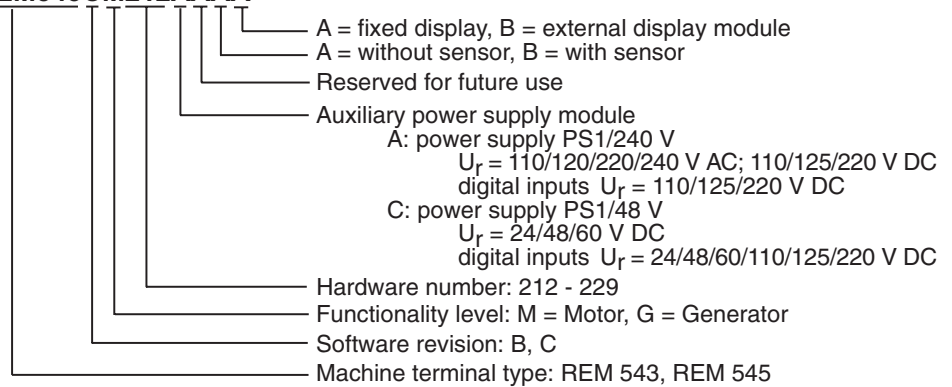 A = fixed display, B = external display module
A = without sensor, B = with sensor
Reserved for future use
Auxiliary power supply module
A: power supply PS1/240 V
Ur = 110/120/220/240 V AC; 110/125/220 V DC
digital inputs Ur = 110/125/220 V DC
C: power supply PS1/48 V
Ur = 24/48/60 V DC
digital inputs Ur = 24/48/60/110/125/220 V DC
Hardware number: 212 - 229
Functionality level: M = Motor, G = Generator
Software revision: B, C
Machine terminal type: REM 543, REM 545